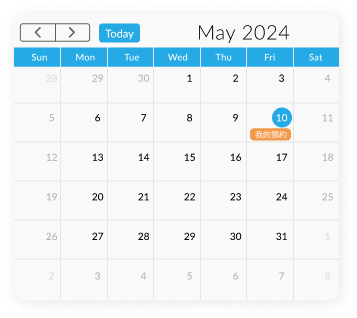 Today May 2024
Sun Mon Tue Wed Thu Fri Sat
28 29 30 1 2 3 4
5 6 7 8 9 10 11
我的預約
12 13 14 15 16 17 18
19 20 21 22 23 24 25
26 27 28 29 30 31 1
2 3 4 5 6 7 8